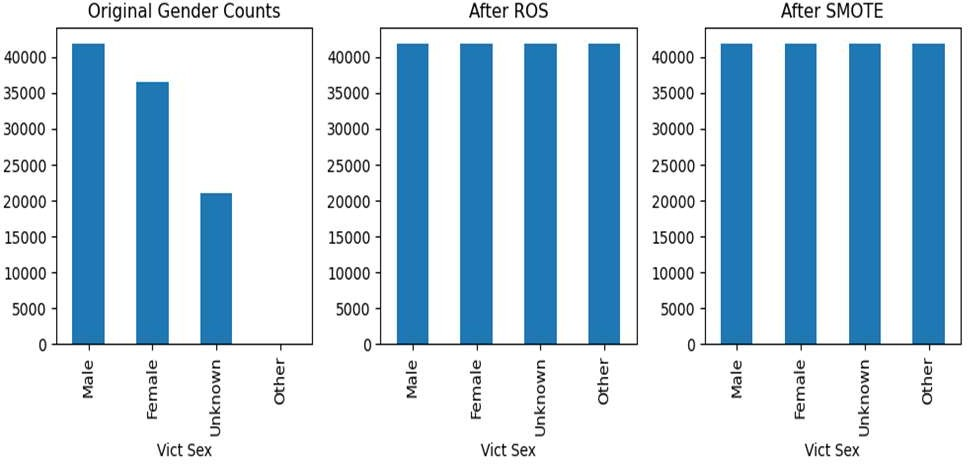 Original Gender Counts
40000
35000
30000
25000
20000
15000
10000
5000
0
Male
Female
Unknown
Other
Vict Sex
After ROS
40000
35000
30000
25000
20000
15000
10000
5000
0
Male
Female
Unknown
Other
Vict Sex
After SMOTE
40000
35000
30000
25000
20000
15000
10000
5000
0
Male
Female
Unknown
Other
Vict Sex